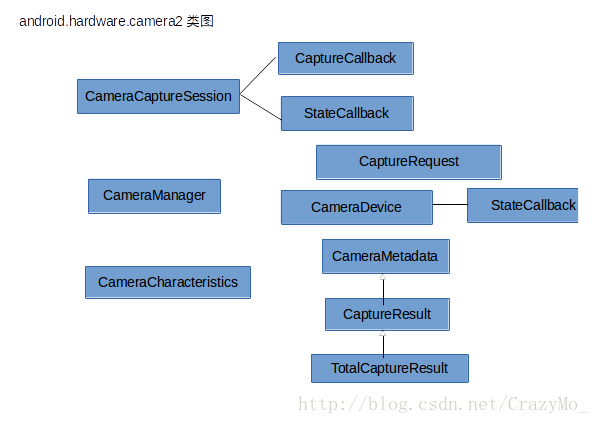 android.hardware.camera2 类图
CaptureCallback
CameraCaptureSession
StateCallback
CaptureRequest
CameraManager
CameraDevice
StateCallback
CameraMetadata
CameraCharacteristics
CaptureResult
TotalCaptureResult
http://blog.csdn.net/CrazyMo_